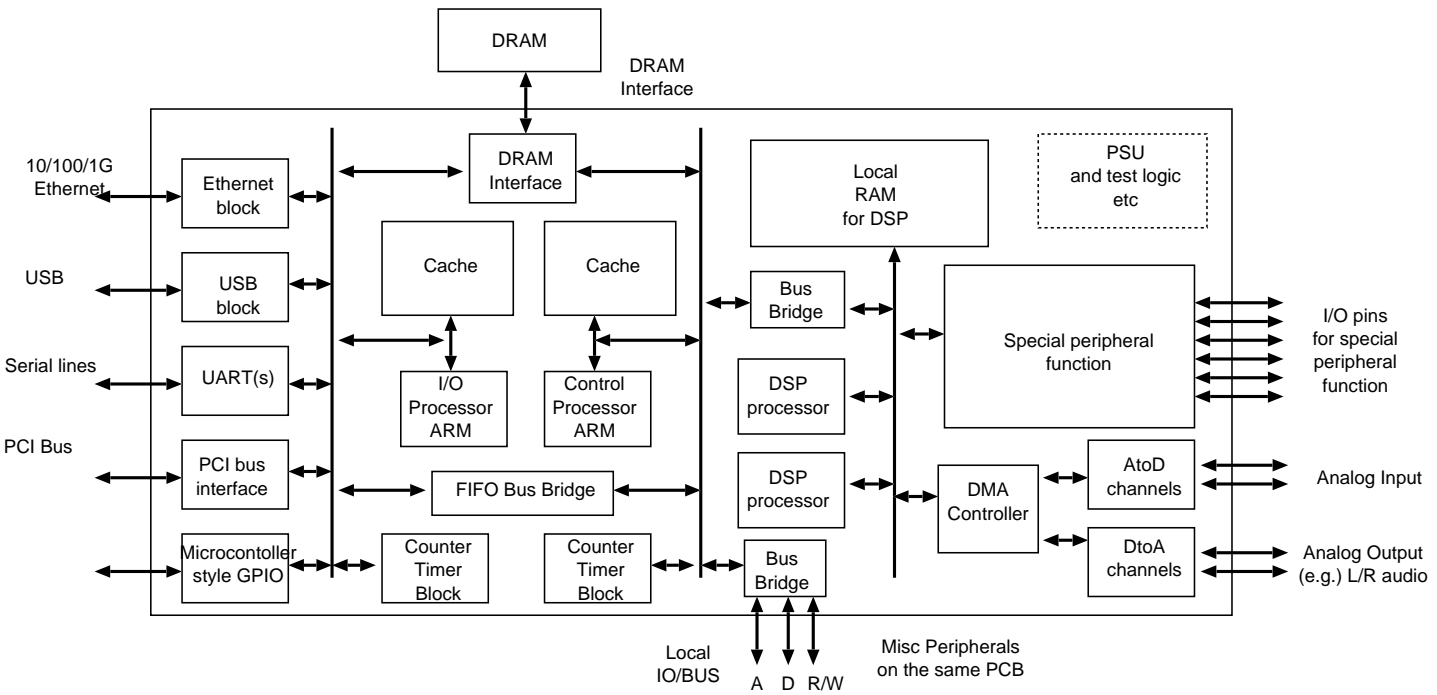 DRAM
DRAM
Interface
10/100/1G
Ethernet
Ethernet
block
DRAM
Interface
Local
RAM
for DSP
PSU
and test logic
etc
USB
USB
block
Cache
Cache
Bus
Bridge
Special peripheral
function
I/O pins
for special
peripheral
function
Serial lines
UART(s)
I/O
Processor
ARM
Control
Processor
ARM
DSP
processor
PCI Bus
PCI bus
interface
FIFO Bus Bridge
DSP
processor
DMA
Controller
AtoD
channels
Analog Input
Microcontoller
style GPIO
Counter
Timer
Block
Counter
Timer
Block
Bus
Bridge
DtoA
channels
Analog Output
(e.g.) L/R audio
Local
IO/BUS
A D R/W
Misc Peripherals
on the same PCB